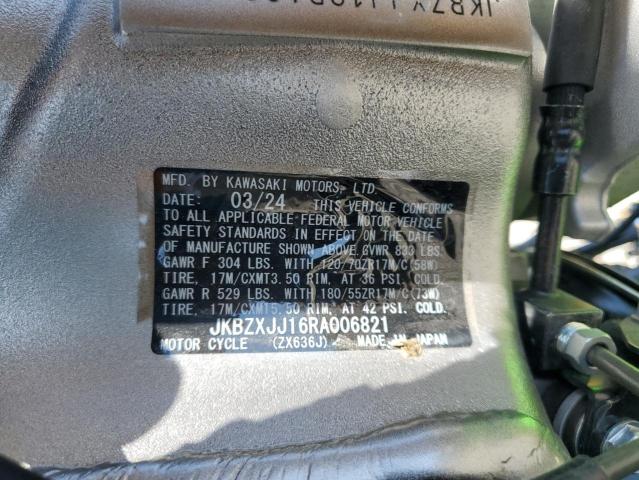 MFD. BY KAWASAKI MOTORS, LTD.
DATE: 03/24 THIS VEHICLE CONFORMS
TO ALL APPLICABLE FEDERAL MOTOR VEHICLE
SAFETY STANDARDS IN EFFECT ON THE DATE
OF MANUFACTURE SHOWN ABOVE.GVWR 833 LBS.
GAWR F 304 LBS. WITH 120/70ZR17M/C(58W)
TIRE, 17M/CXMT3.50 RIM, AT 36 PSI. COLD.
GAWR R 529 LBS. WITH 180/55ZR17M/C(73W)
TIRE, 17M/CXMT5.50 RIM, AT 42 PSI. COLD.
JKBZXJJ16RA006821
MOTOR CYCLE (ZX636J) MADE IN JAPAN